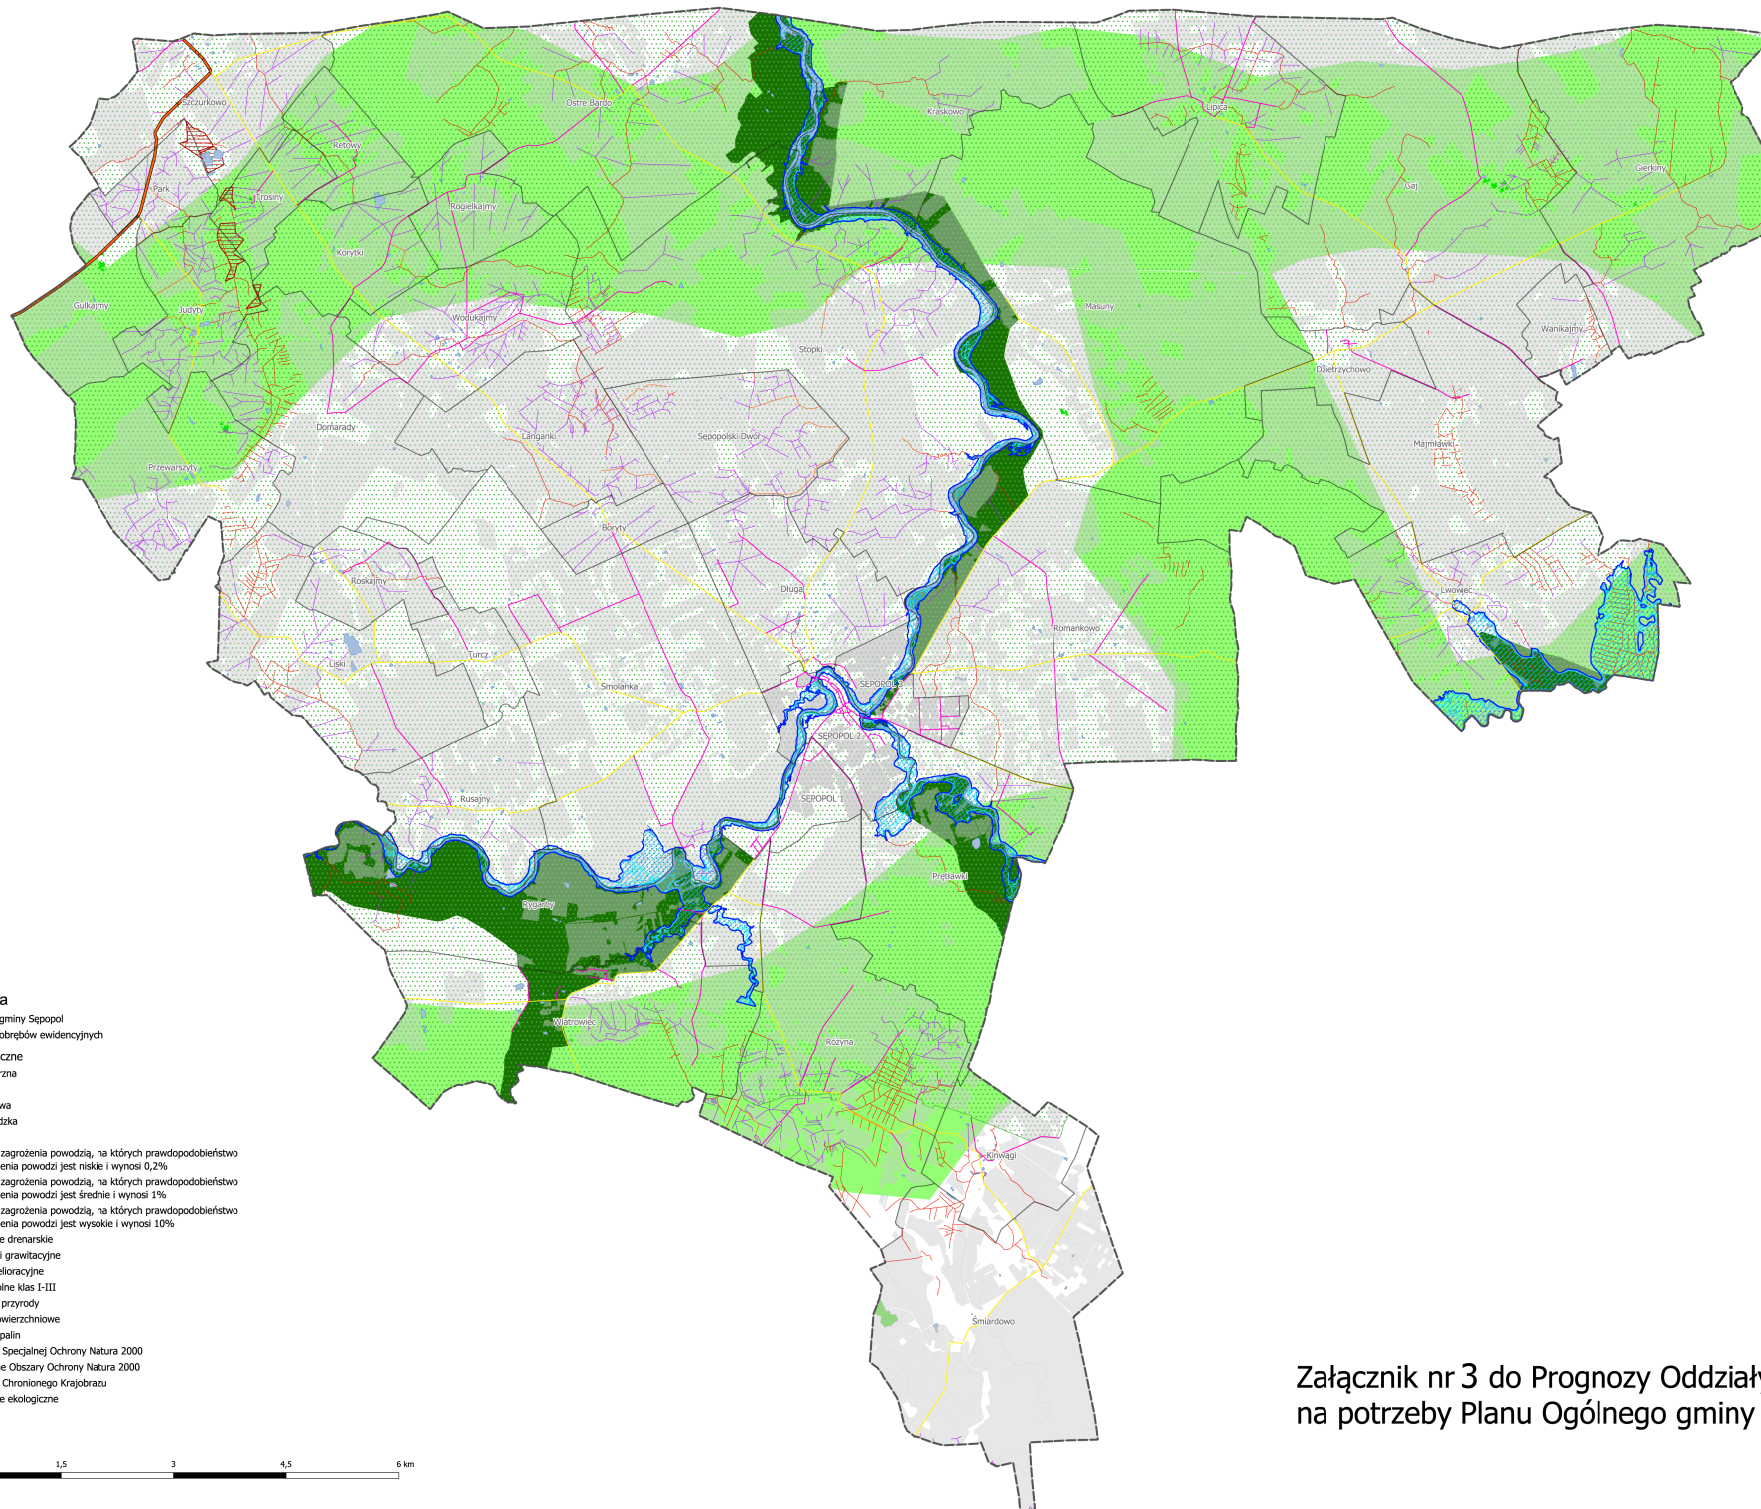 Szczurkowo
Ostre Bardo
Kraskowo
Lipica
Retowy
Gierkiny
Park
Trosiny
Gaj
Rogielkajmy
Korytki
Gulkajmy
Judyty
Masuny
Wodukajmy
Wanikajmy
Stopki
Dzietrzychowo
Domarady
Langanki
Sępopolski Dwór
Majmławki
Przewarszyty
Boryty
Roskajmy
Długa
Lwowiec
Romankowo
Turcz
Liski
Smolanka
SĘPOPOL
SĘPOPOL 2
Rusajny
SĘPOPOL 1
Prętławki
Rygarby
Wiatrowiec
Różyna
Kinwągi
Śmiardowo
a
gminy Sępopol
obrębów ewidencyjnych
czne
rzna
wa
dzka
zagrożenia powodzią, na których prawdopodobieństwo
enia powodzi jest niskie i wynosi 0,2%
zagrożenia powodzią, na których prawdopodobieństwo
enia powodzi jest średnie i wynosi 1%
zagrożenia powodzią, na których prawdopodobieństwo
enia powodzi jest wysokie i wynosi 10%
e drenarskie
i grawitacyjne
elioracyjne
olne klas I-III
przyrody
owierzchniowe
palin
Specjalnej Ochrony Natura 2000
e Obszary Ochrony Natura 2000
Chronionego Krajobrazu
e ekologiczne
1,5 3 4,5 6 km
Załącznik nr 3 do Prognozy Oddziały
na potrzeby Planu Ogólnego gminy